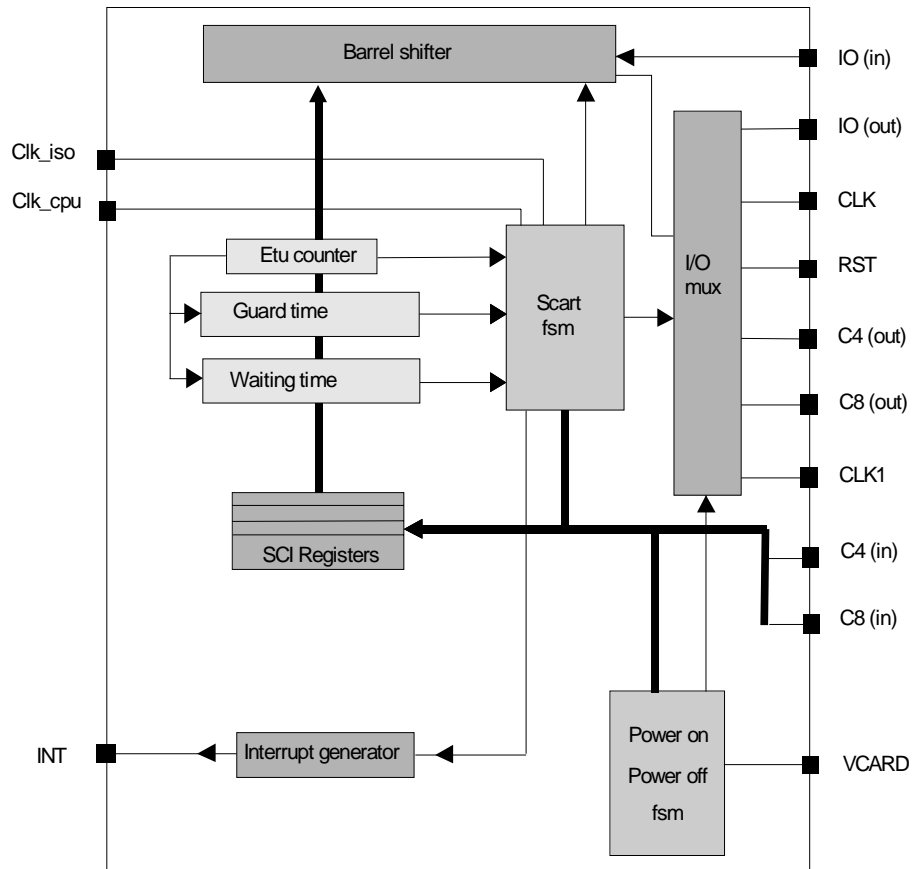 Barrel shifter
IO (in)
IO (out)
Clk_iso
Clk_cpu
CLK
Etu counter
I/O
mux
RST
Guard time
Scart
fsm
C4 (out)
Waiting time
C8 (out)
CLK1
SCI Registers
C4 (in)
C8 (in)
INT
Interrupt generator
Power on
Power off
fsm
VCARD